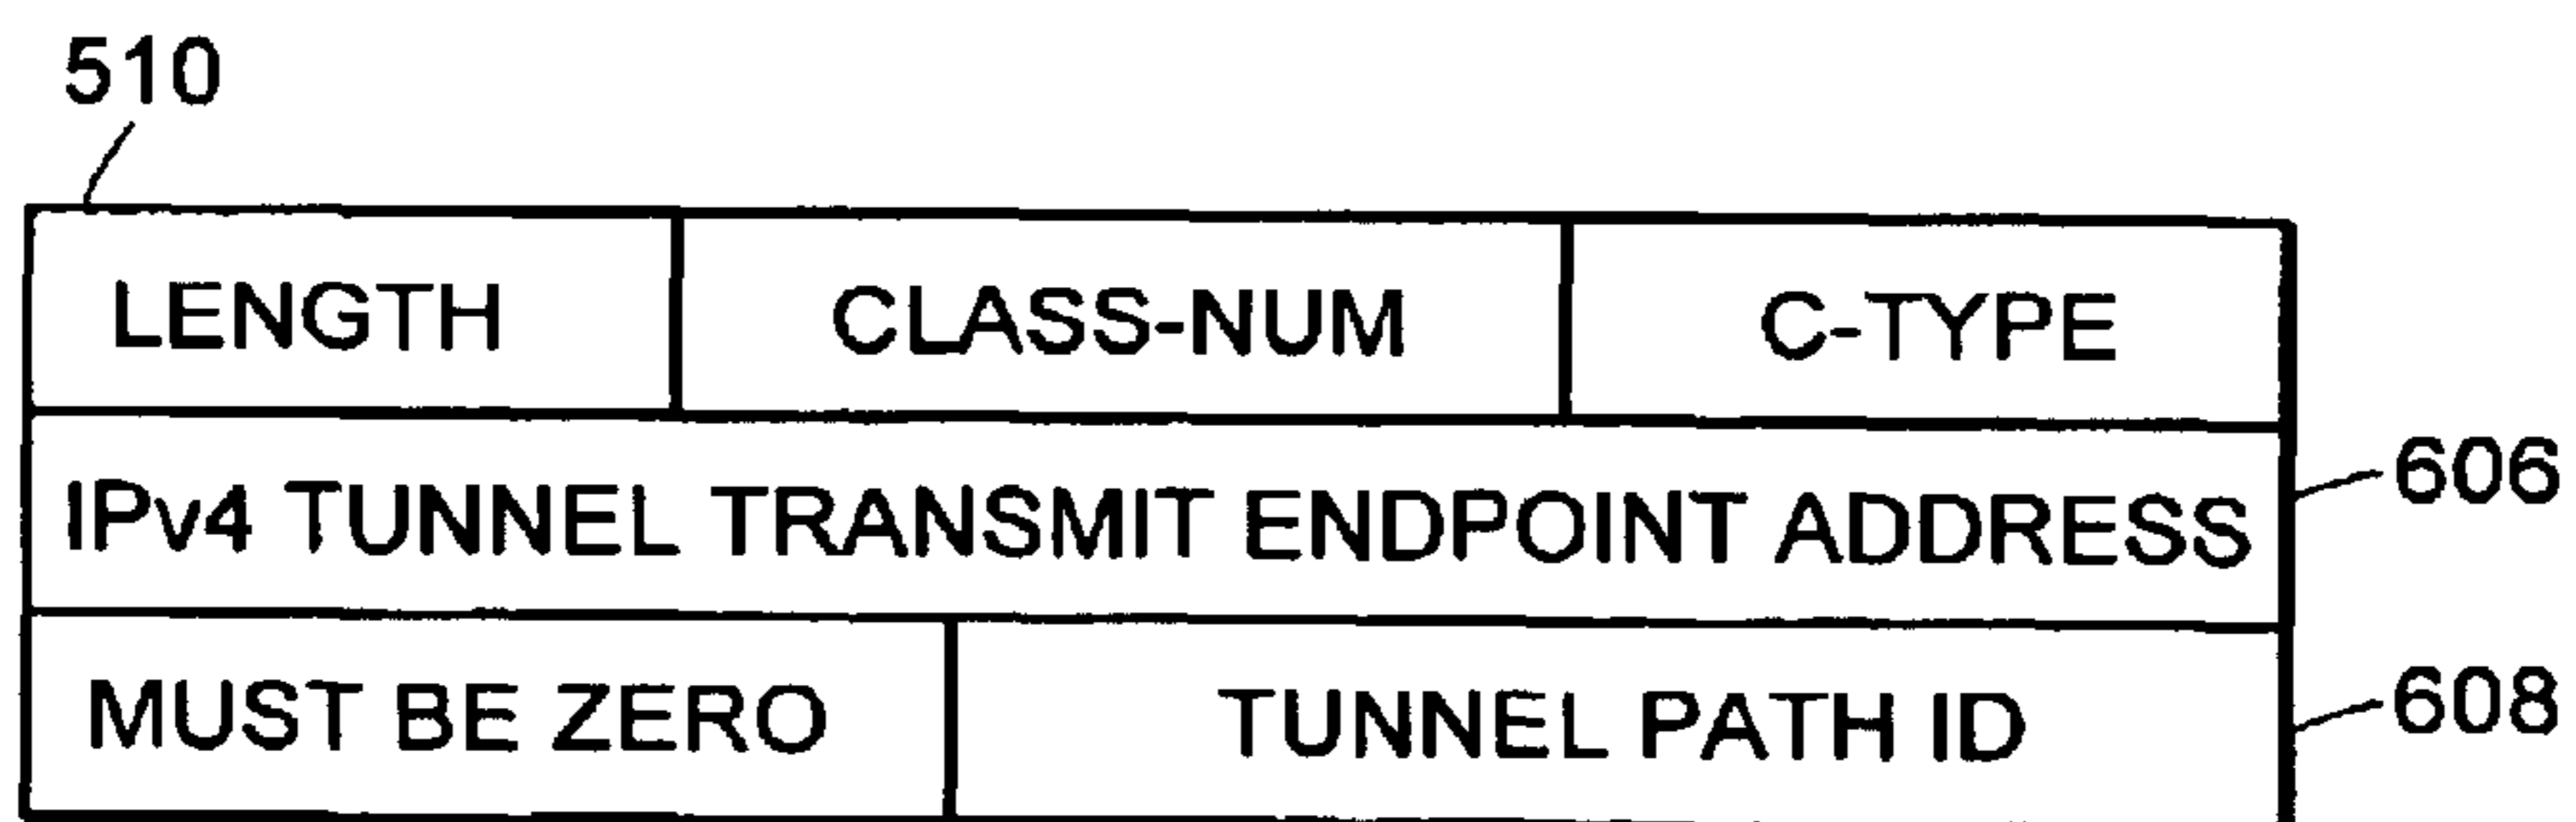 510
LENGTH CLASS-NUM C-TYPE
IPv4 TUNNEL TRANSMIT ENDPOINT ADDRESS 606
MUST BE ZERO TUNNEL PATH ID 608